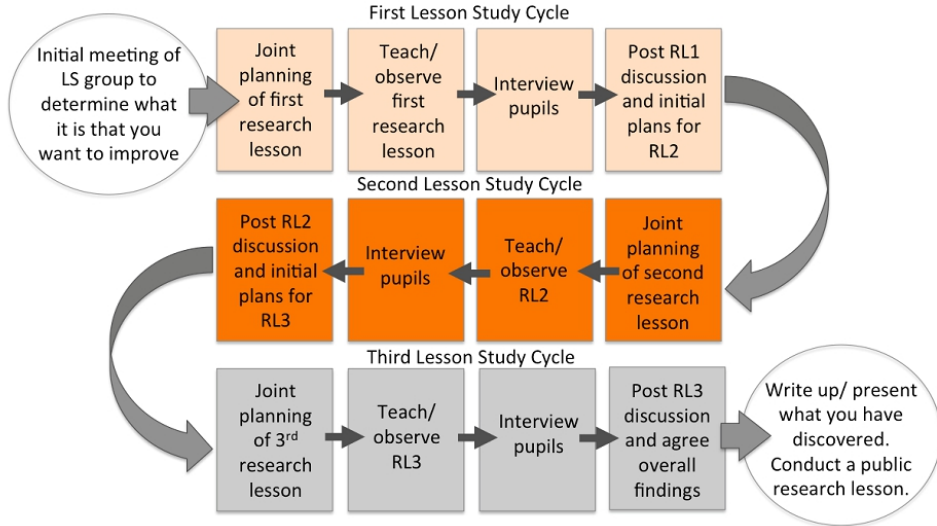 First Lesson Study Cycle
Initial meeting of
LS group to
determine what
it is that you
want to improve
Joint
planning
of first
research
lesson
Teach/
observe
first
research
lesson
Interview
pupils
Post RL1
discussion
and initial
plans for
RL2
Second Lesson Study Cycle
Post RL2
discussion
and initial
plans for
RL3
Interview
pupils
Teach/
observe
RL2
Joint
planning
of second
research
lesson
Third Lesson Study Cycle
Joint
planning
of 3rd
research
lesson
Teach/
observe
RL3
Interview
pupils
Post RL3
discussion
and agree
overall
findings
Write up/ present
what you have
discovered.
Conduct a public
research lesson.